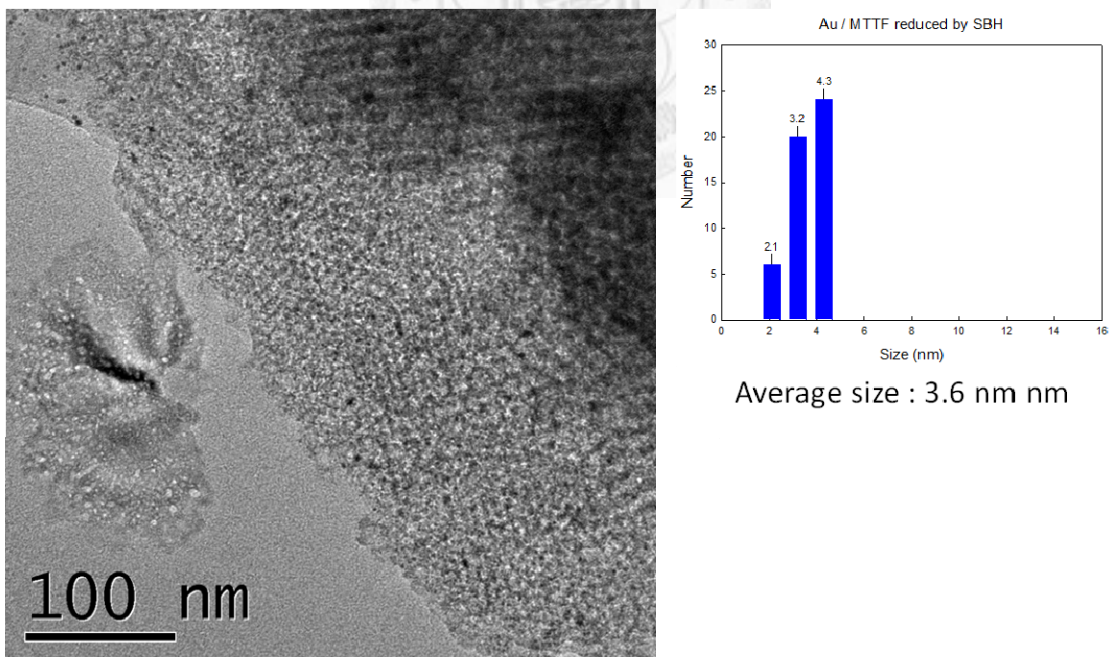 100 nm
Au / MTTF reduced by SBH
30
25
20
15
10
5
0
Number
2.1
3.2
4.3
0 2 4 6 8 10 12 14 16
Size (nm)
Average size : 3.6 nm nm